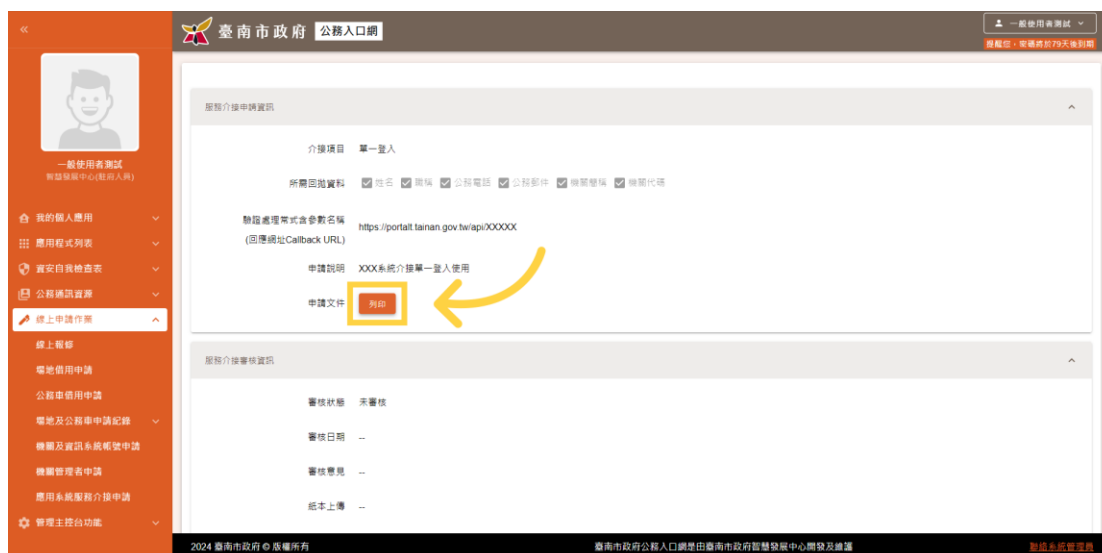 «
臺南市政府 公務入口網
一般使用者測試
提醒您，密碼將於79天後到期
一般使用者測試
智慧發展中心(駐府人員)
我的個人應用
應用程式列表
資安自我檢查表
公務通訊資源
線上申請作業
線上報修
場地借用申請
公務車借用申請
場地及公務車申請紀錄
機關及資訊系統帳號申請
機關管理者申請
應用系統服務介接申請
管理主控台功能
服務介接申請資訊
介接項目 單一登入
所需回拋資料 姓名 職稱 公務電話 公務郵件 機關簡稱 機關代碼
驗證處理常式含參數名稱
(回應網址Callback URL)
https://portalt.tainan.gov.tw/api/XXXXX
申請說明 XXX系統介接單一登入使用
申請文件 列印
服務介接審核資訊
審核狀態 未審核
審核日期 --
審核意見 --
紙本上傳 --
2024 臺南市政府 © 版權所有
臺南市政府公務入口網是由臺南市政府智慧發展中心開發及維護
聯絡系統管理員